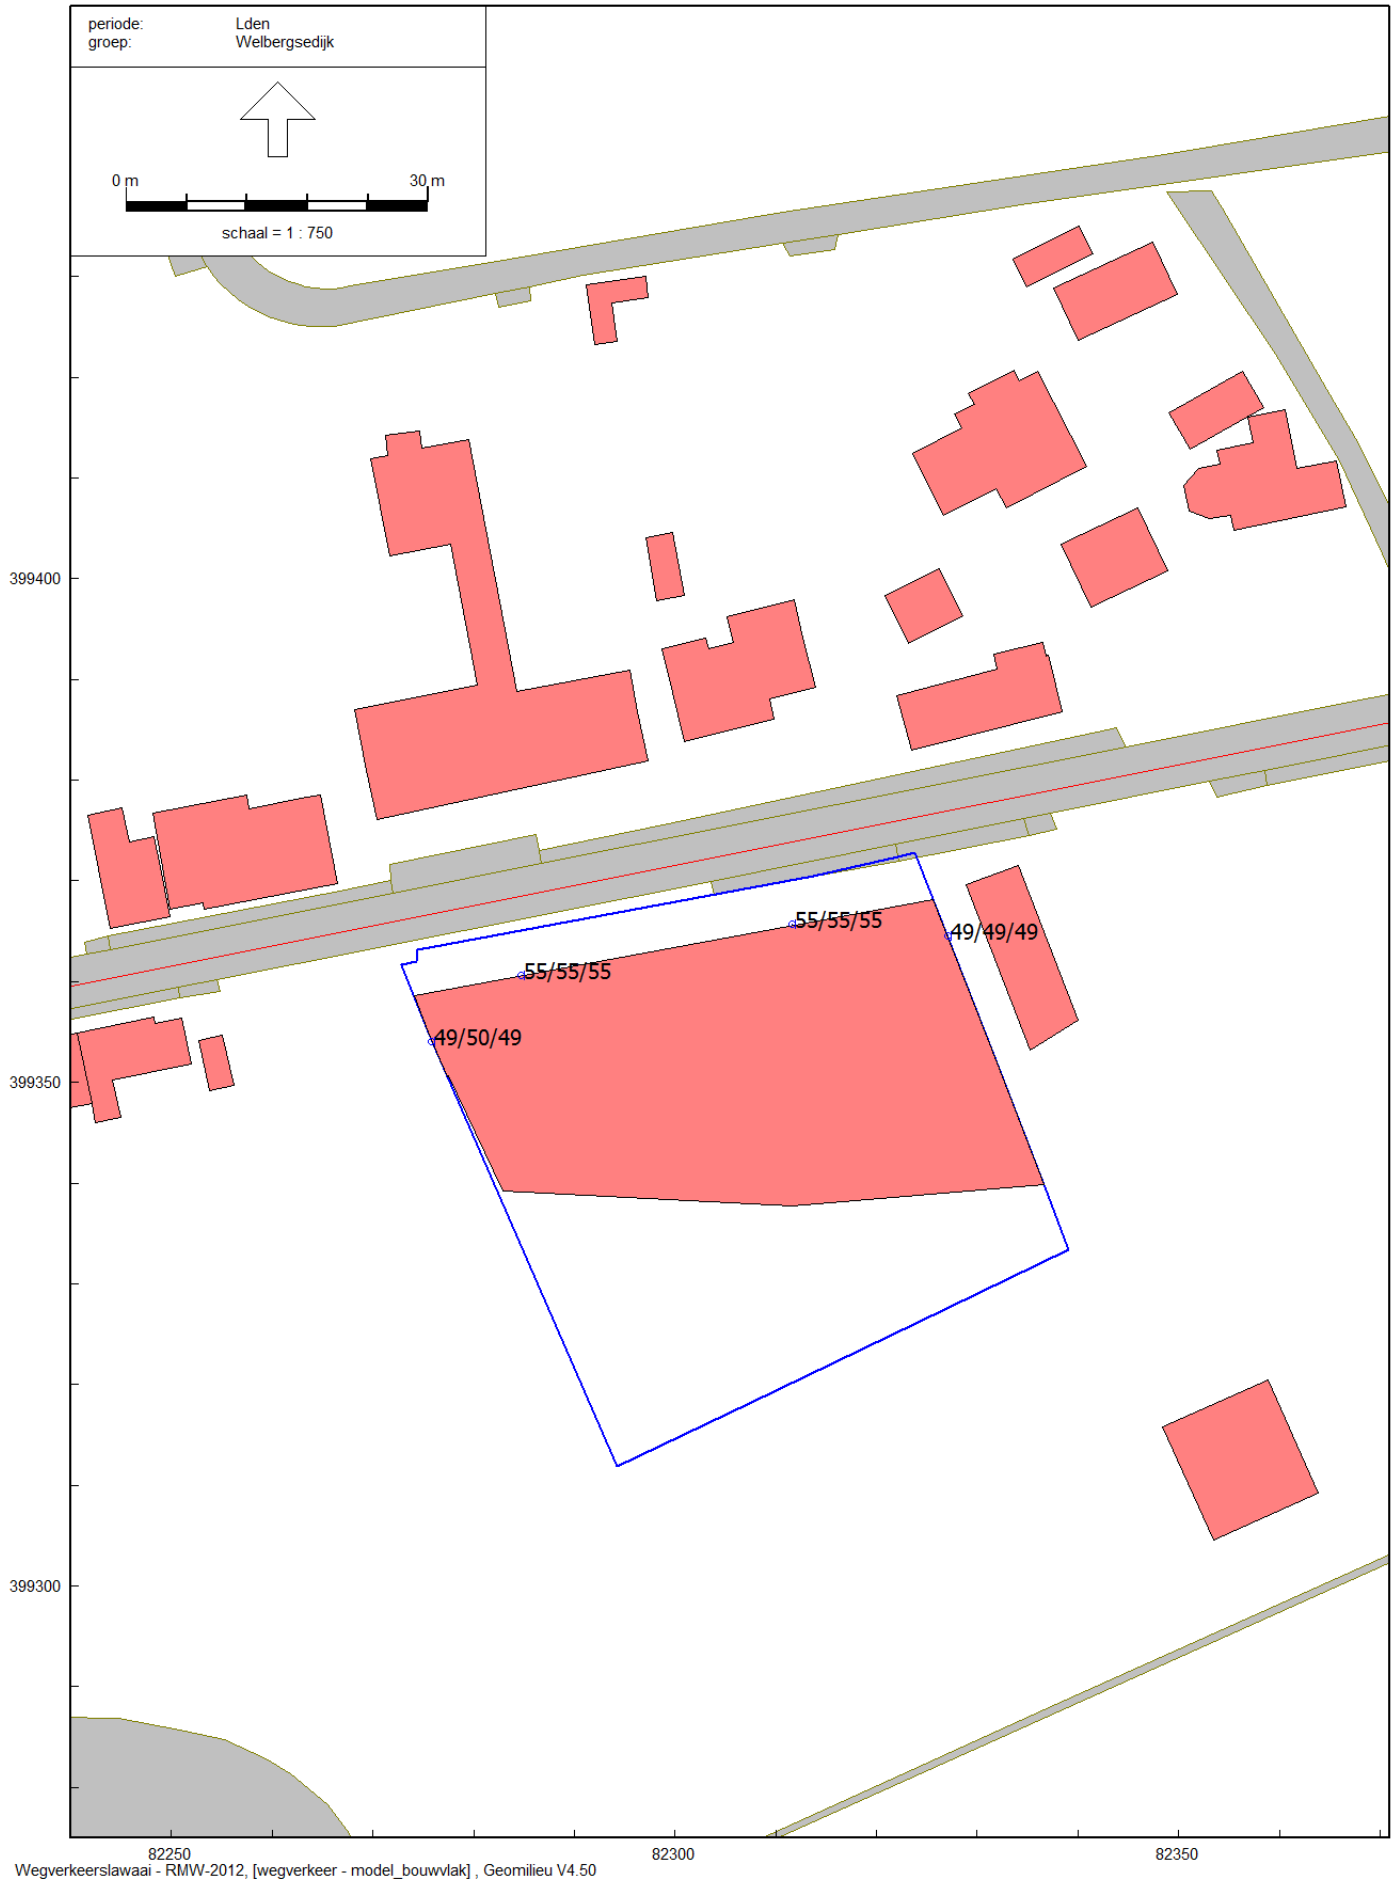 periode: Lden
groep: Welbergsedijk
0 m 30 m
schaal = 1 : 750
399400
55/55/55
49/49/49
55/55/55
49/50/49
399350
399300
82250 82300 82350
Wegverkeerslawaai - RMW-2012, [wegverkeer - model_bouwvlak] , Geomilieu V4.50